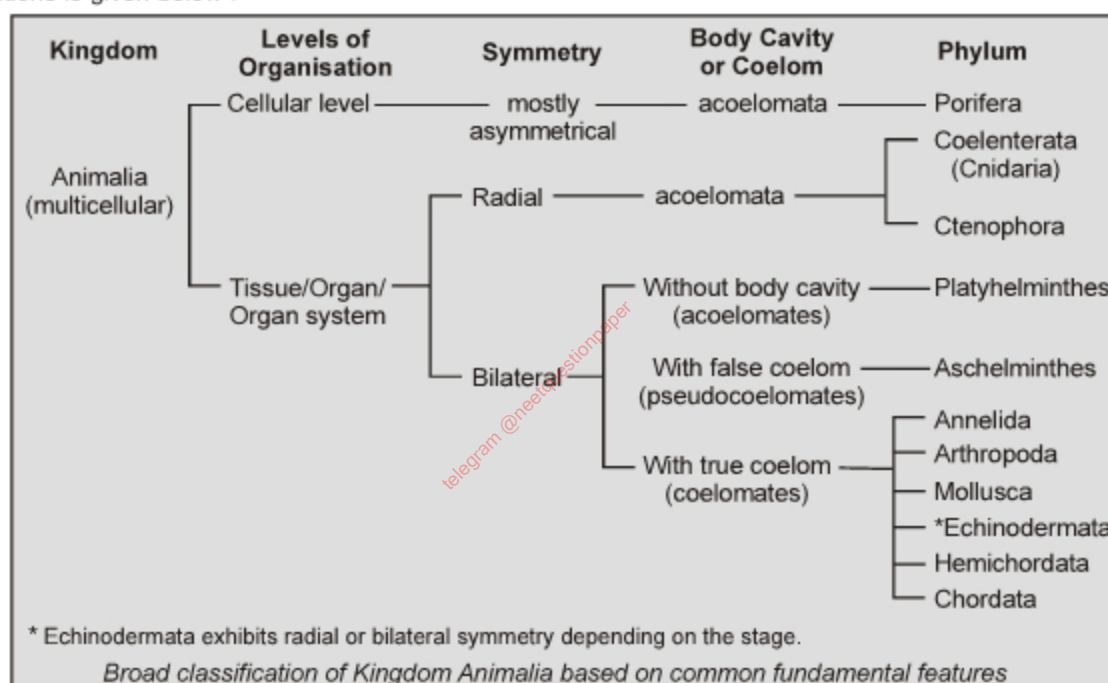 Kingdom
Levels of
Organisation
Symmetry
Body Cavity
or Coelom
Phylum
Cellular level
mostly
asymmetrical
acoelomata
Porifera
Animalia
(multicellular)
Radial
acoelomata
Coelenterata
(Cnidaria)
Ctenophora
Tissue/Organ/
Organ system
Bilateral
Without body cavity
(acoelomates)
Platyhelminthes
With false coelom
(pseudocoelomates)
Aschelminthes
With true coelom
(coelomates)
Annelida
Arthropoda
Mollusca
*Echinodermata
Hemichordata
Chordata
telegram @neetquestionpaper
* Echinodermata exhibits radial or bilateral symmetry depending on the stage.
Broad classification of Kingdom Animalia based on common fundamental features